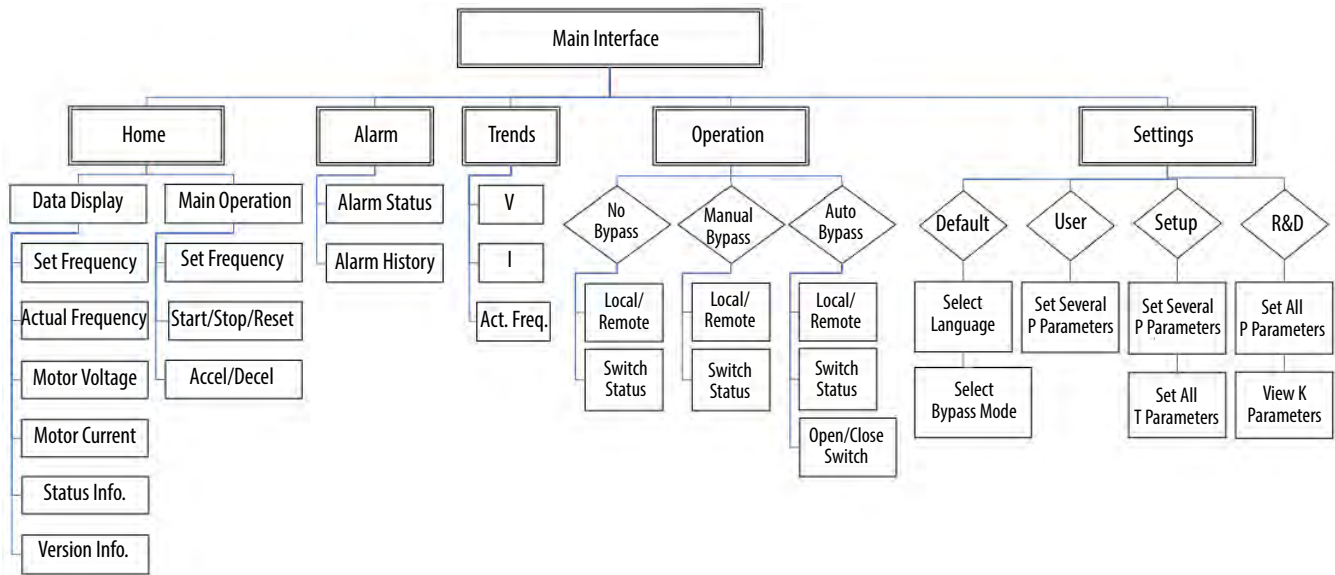 Main Interface
Home
Alarm
Trends
Operation
Settings
Data Display
Main Operation
Set Frequency
Actual Frequency
Motor Voltage
Motor Current
Status Info.
Version Info.
Set Frequency
Start/Stop/Reset
Accel/Decel
Alarm Status
Alarm History
V
I
Act. Freq.
No
Bypass
Local/
Remote
Switch
Status
Manual
Bypass
Local/
Remote
Switch
Status
Auto
Bypass
Local/
Remote
Switch
Status
Open/Close
Switch
Default
Select
Language
Select
Bypass Mode
User
Set Several
P Parameters
Setup
Set Several
P Parameters
Set All
T Parameters
R&D
Set All
P Parameters
View K
Parameters